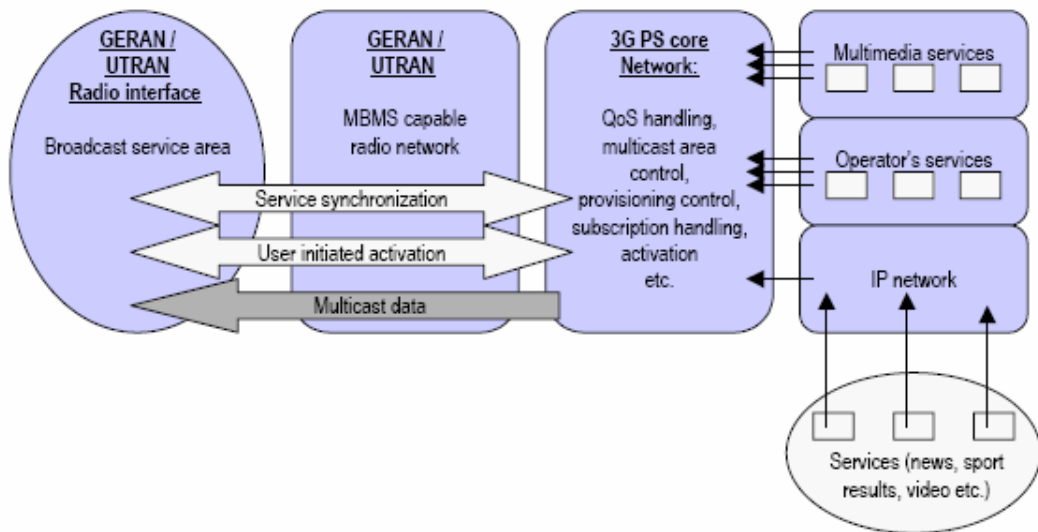 GERAN /
UTRAN
Radio interface
Broadcast service area
GERAN /
UTRAN
MBMS capable
radio network
3G PS core
Network:
QoS handling,
multicast area
control,
provisioning control,
subscription handling,
activation
etc.
Service synchronization
User initiated activation
Multicast data
Multimedia services
Operator's services
IP network
Services (news, sport
results, video etc.)